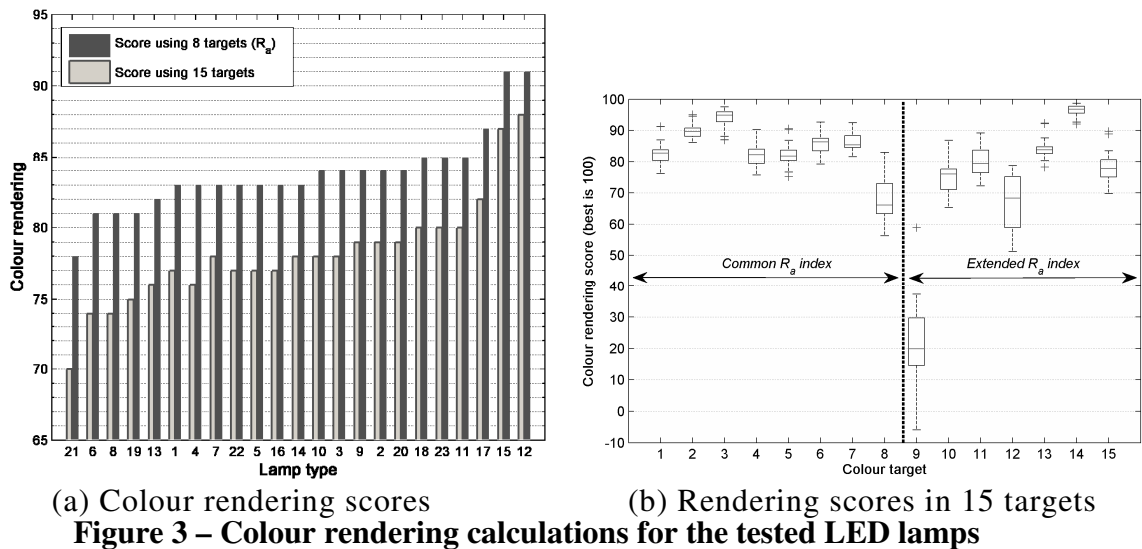 95
90
85
80
75
70
65
Colour rendering
Score using 8 targets (Ra)
Score using 15 targets
21 6 8 19 13 1 4 7 22 5 16 14 10 3 9 2 20 18 23 11 17 15 12
Lamp type
(a) Colour rendering scores
100
90
80
70
60
50
40
30
20
10
0
-10
Colour rendering score (best is 100)
Common Ra index
Extended Ra index
1 2 3 4 5 6 7 8 9 10 11 12 13 14 15
Colour target
(b) Rendering scores in 15 targets
Figure 3 – Colour rendering calculations for the tested LED lamps